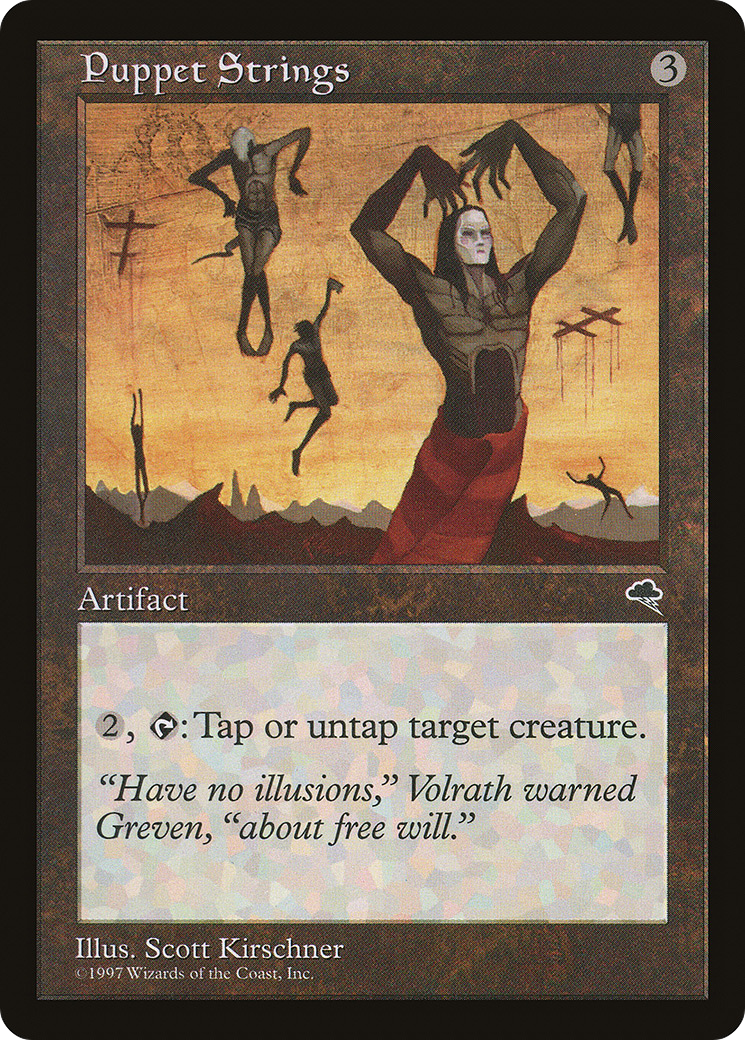 Puppet Strings 3
Artifact
2, : Tap or untap target creature.
“Have no illusions,” Volrath warned
Greven, “about free will.”
Illus. Scott Kirschner
©1997 Wizards of the Coast, Inc.